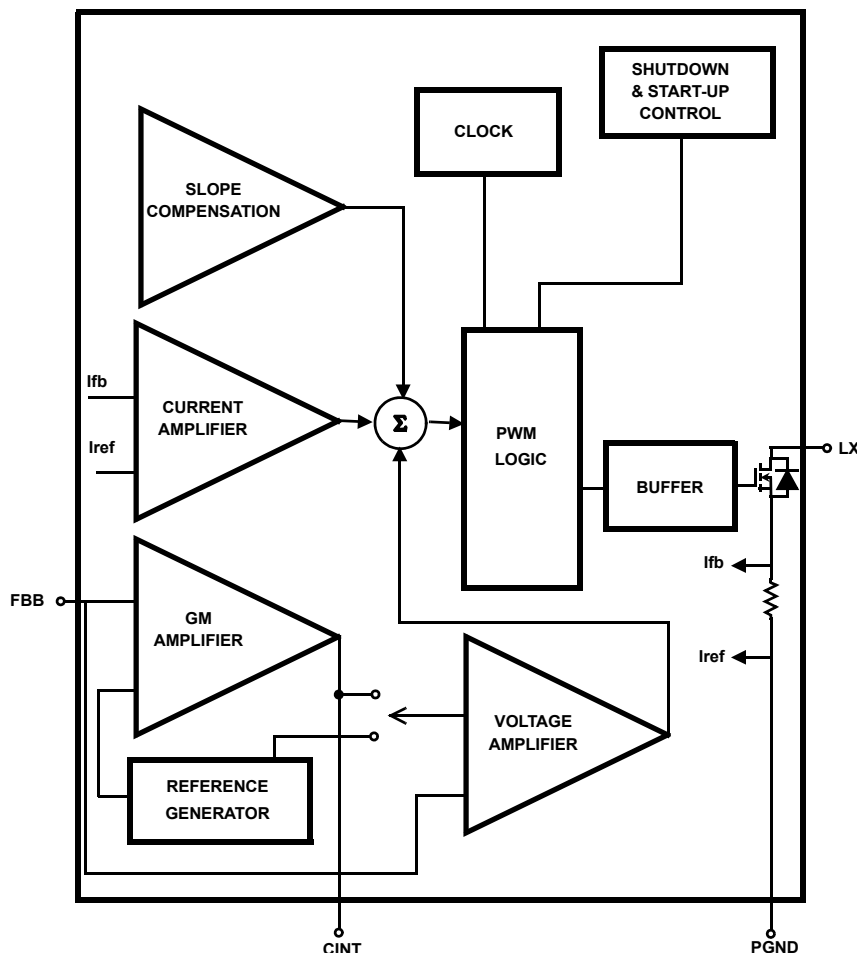 SHUTDOWN
& START-UP
CONTROL
CLOCK
SLOPE
COMPENSATION
Ifb
CURRENT
AMPLIFIER
Iref
Σ
PWM
LOGIC
BUFFER
LX
Ifb
Iref
FBB
GM
AMPLIFIER
VOLTAGE
AMPLIFIER
REFERENCE
GENERATOR
CINT
PGND